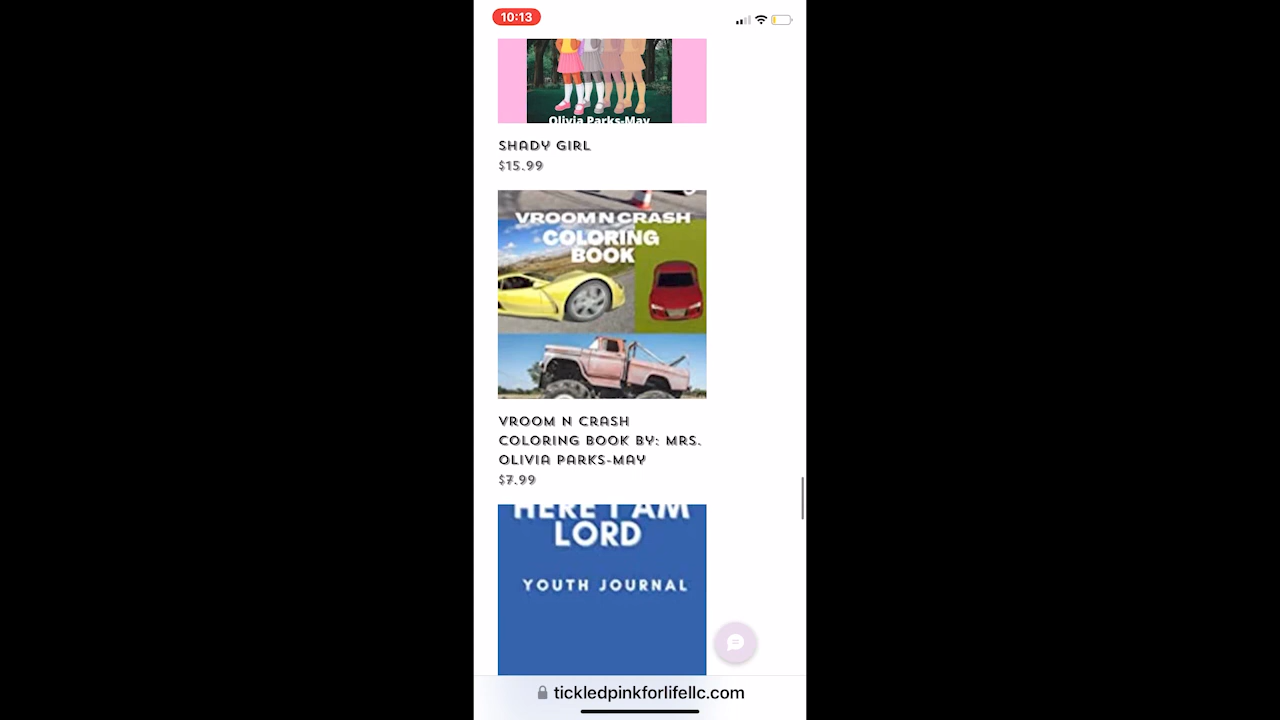 10:13
Olivia Parks-May
SHADY GIRL
$15.99
VROOM N CRASH
COLORING
BOOK
VROOM N CRASH
COLORING BOOK BY: MRS.
OLIVIA PARKS-MAY
$7.99
HERE I AM
LORD
YOUTH JOURNAL
tickledpinkforlifellc.com